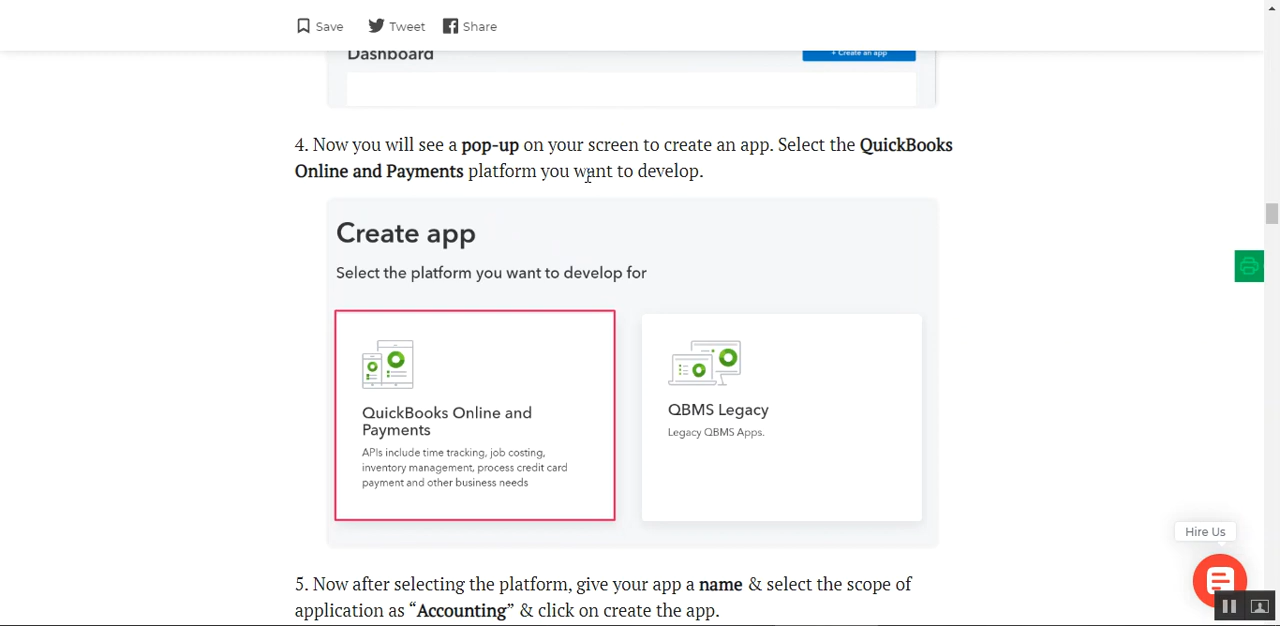 Save Tweet Share
Dashboard
+ Create an app
4. Now you will see a pop-up on your screen to create an app. Select the QuickBooks
Online and Payments platform you want to develop.
Create app
Select the platform you want to develop for
QuickBooks Online and
Payments
APIs include time tracking, job costing,
inventory management, process credit card
payment and other business needs
QBMS Legacy
Legacy QBMS Apps.
Hire Us
5. Now after selecting the platform, give your app a name & select the scope of
application as “Accounting” & click on create the app.